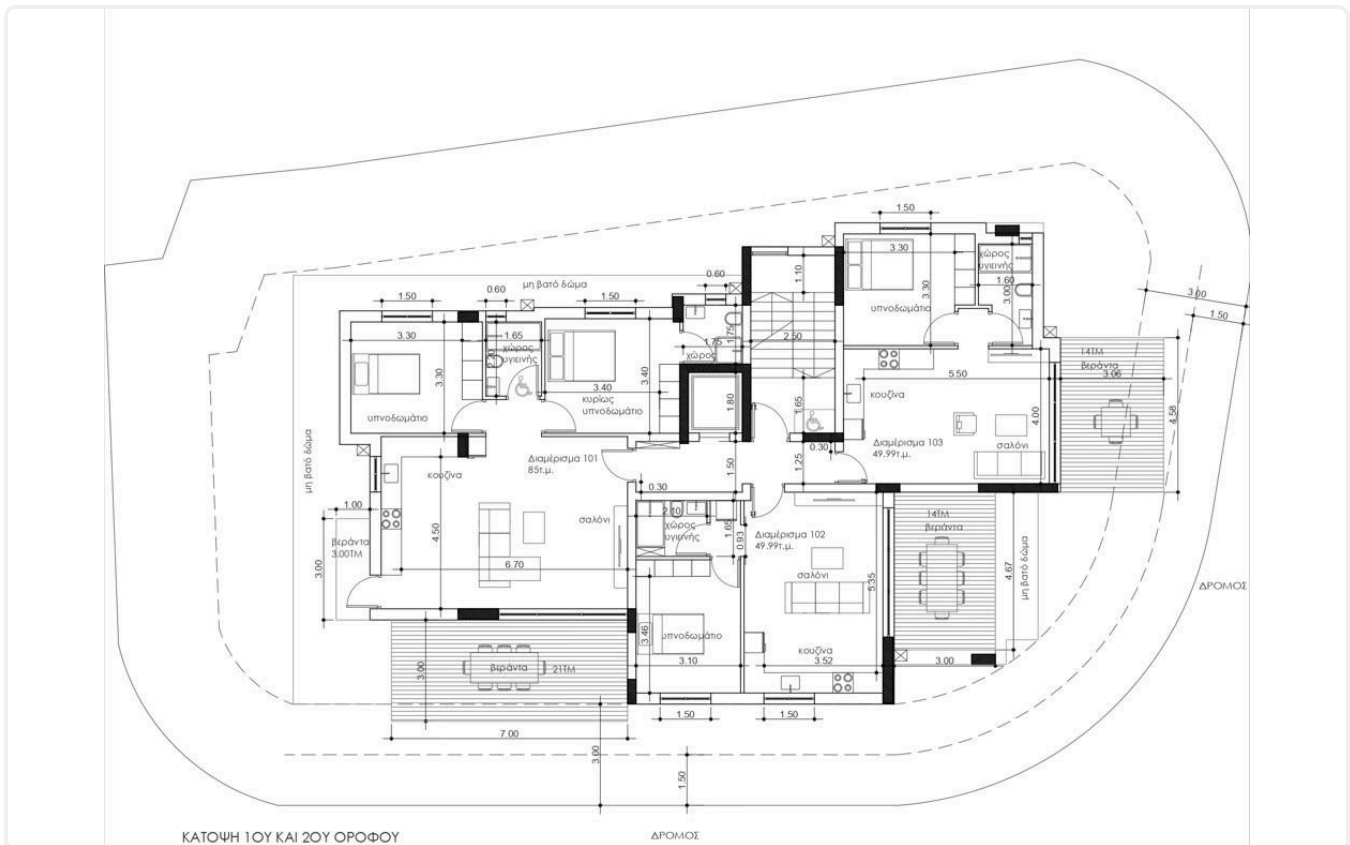 1.50
3.30
χώρος
υγιεινής
1.60
3.00
3.30
υπνοδωμάτιο
1.10
2.50
μη βατό δώμα
0.60
0.60
1.50
1.50
3.00
1.50
3.30
3.30
υπνοδωμάτιο
1.65
χώρος
υγιεινής
2.20
3.40
3.40
κυρίως
υπνοδωμάτιο
1.75
1.75
χώρος
1.80
1.65
14ΤΜ
βεράντα
3.06
4.58
5.50
κουζίνα
4.00
Διαμέρισμα 103
49.99τ.μ.
σαλόνι
0.30
1.25
1.50
0.30
μη βατό δώμα
κουζίνα
Διαμέρισμα 101
85τ.μ.
σαλόνι
4.50
6.70
1.00
βεράντα
3.00ΤΜ
3.00
2.10
χώρος
υγιεινής
1.65
0.93
Διαμέρισμα 102
49.99τ.μ.
σαλόνι
5.35
κουζίνα
3.52
14ΤΜ
βεράντα
4.67
μη βατό δώμα
3.00
ΔΡΟΜΟΣ
3.46
υπνοδωμάτιο
3.10
1.50
1.50
3.00
βεράντα
21ΤΜ
7.00
3.00
1.50
ΚΑΤΟΨΗ 1ΟΥ ΚΑΙ 2ΟΥ ΟΡΟΦΟΥ
ΔΡΟΜΟΣ